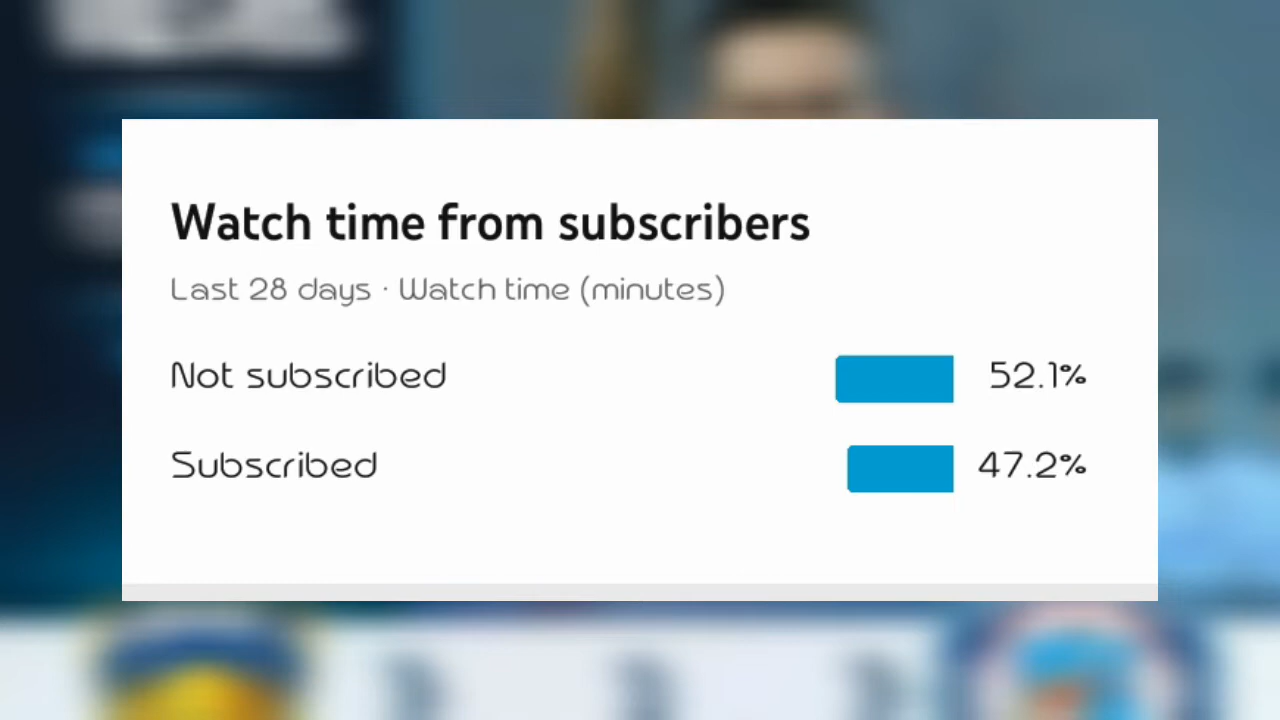 Watch time from subscribers
Last 28 days · Watch time (minutes)
Not subscribed 52.1%
Subscribed 47.2%